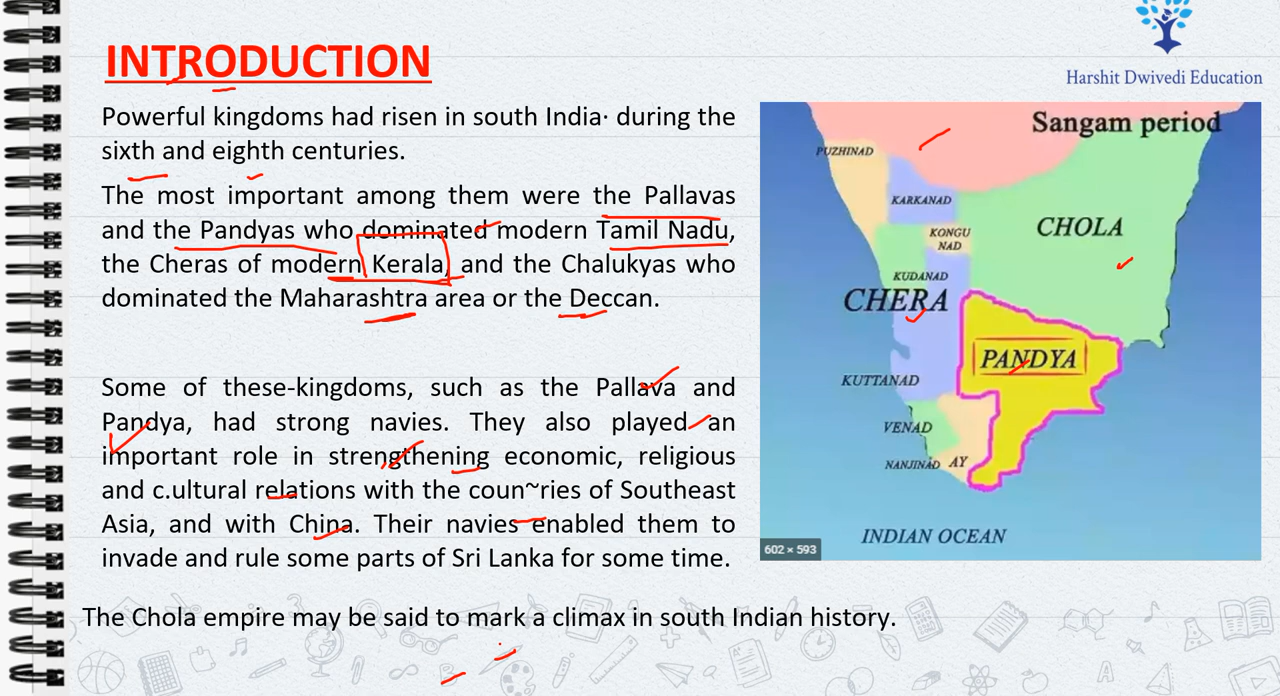 INTRODUCTION
Harshit Dwivedi Education
Powerful kingdoms had risen in south India· during the
sixth and eighth centuries.
The most important among them were the Pallavas
and the Pandyas who dominated modern Tamil Nadu,
the Cheras of modern Kerala, and the Chalukyas who
dominated the Maharashtra area or the Deccan.
Some of these-kingdoms, such as the Pallava and
Pandya, had strong navies. They also played an
important role in strengthening economic, religious
and c.ultural relations with the coun~ries of Southeast
Asia, and with China. Their navies enabled them to
invade and rule some parts of Sri Lanka for some time.
The Chola empire may be said to mark a climax in south Indian history.
Sangam period
PUZHINAD
KARKANAD
CHOLA
KONGU
NAD
KUDANAD
CHERA
PANDYA
KUTTANAD
VENAD
NANJINAD AY
INDIAN OCEAN
602 × 593